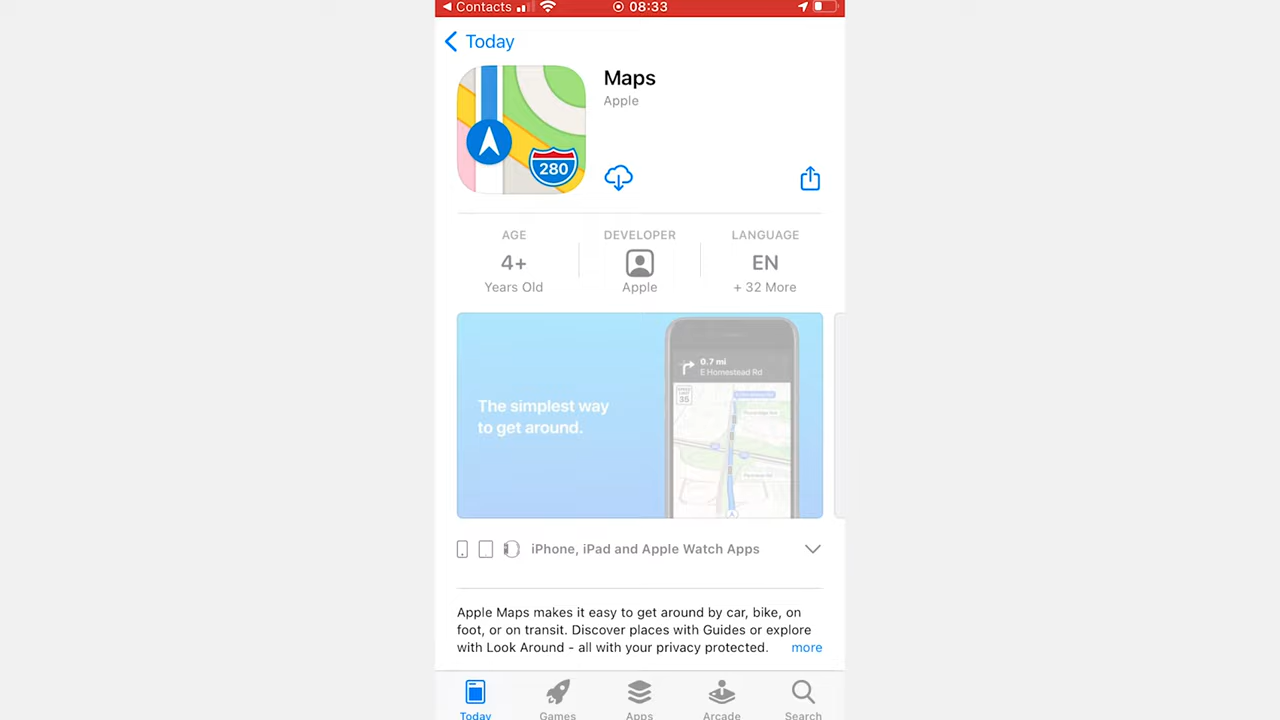 Contacts 08:33
Today
Maps
Apple
280
AGE DEVELOPER LANGUAGE
4+ EN
Years Old Apple + 32 More
0.7 mi
E Homestead Rd
35
The simplest way
to get around.
iPhone, iPad and Apple Watch Apps
Apple Maps makes it easy to get around by car, bike, on
foot, or on transit. Discover places with Guides or explore
with Look Around – all with your privacy protected. more
Today Games Apps Arcade Search